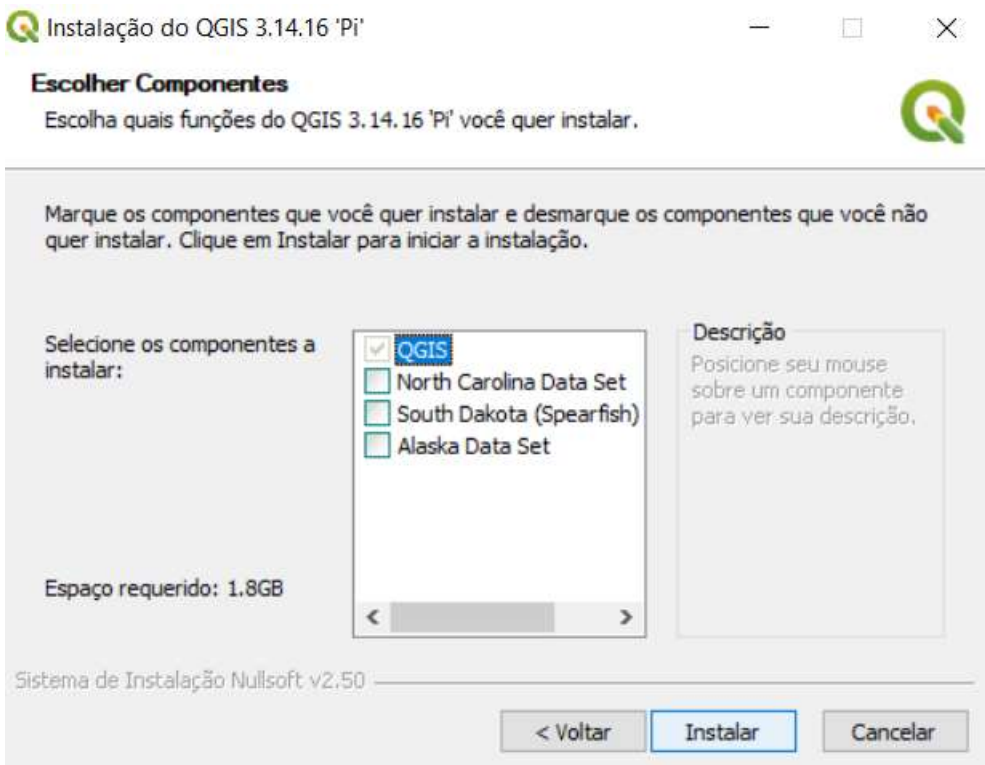 Instalação do QGIS 3.14.16 'Pi'
Escolher Componentes
Escolha quais funções do QGIS 3.14.16 'Pi' você quer instalar.
Marque os componentes que você quer instalar e desmarque os componentes que você não
quer instalar. Clique em Instalar para iniciar a instalação.
Selecione os componentes a
instalar:
QGIS
North Carolina Data Set
South Dakota (Spearfish)
Alaska Data Set
Descrição
Posicione seu mouse
sobre um componente
para ver sua descrição.
Espaço requerido: 1.8GB
Sistema de Instalação Nullsoft v2.50
< Voltar
Instalar
Cancelar